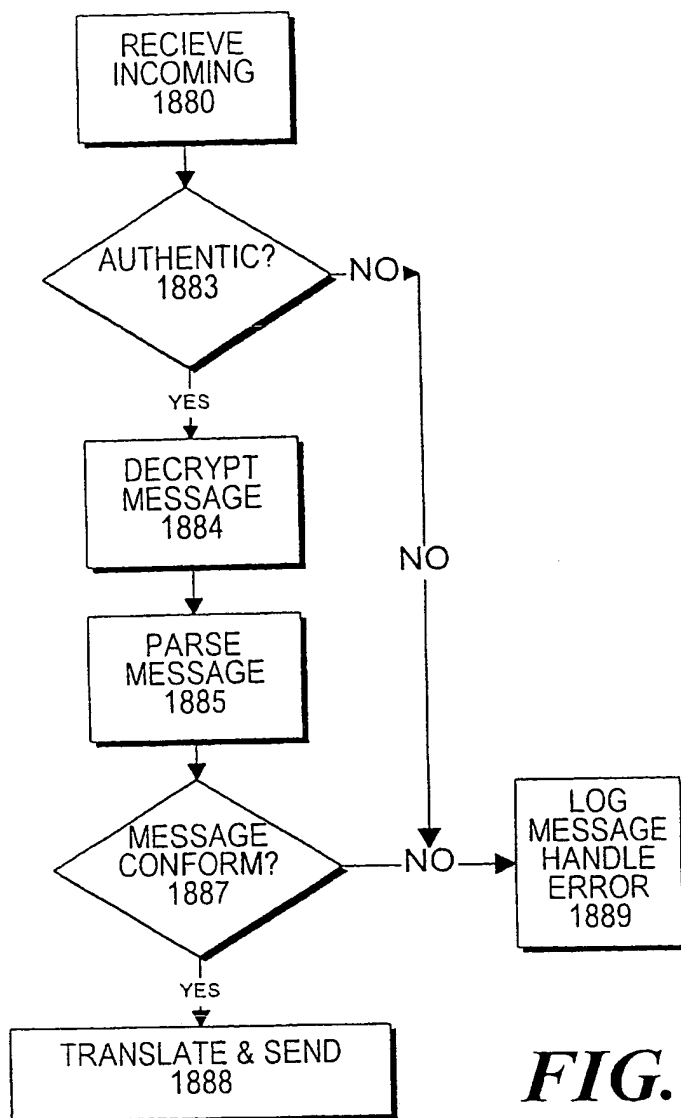 RECIEVE
INCOMING
1880
AUTHENTIC?
1883
NO
YES
DECRYPT
MESSAGE
1884
NO
PARSE
MESSAGE
1885
MESSAGE
CONFORM?
1887
NO
LOG
MESSAGE
HANDLE
ERROR
1889
YES
TRANSLATE & SEND
1888
FIG.